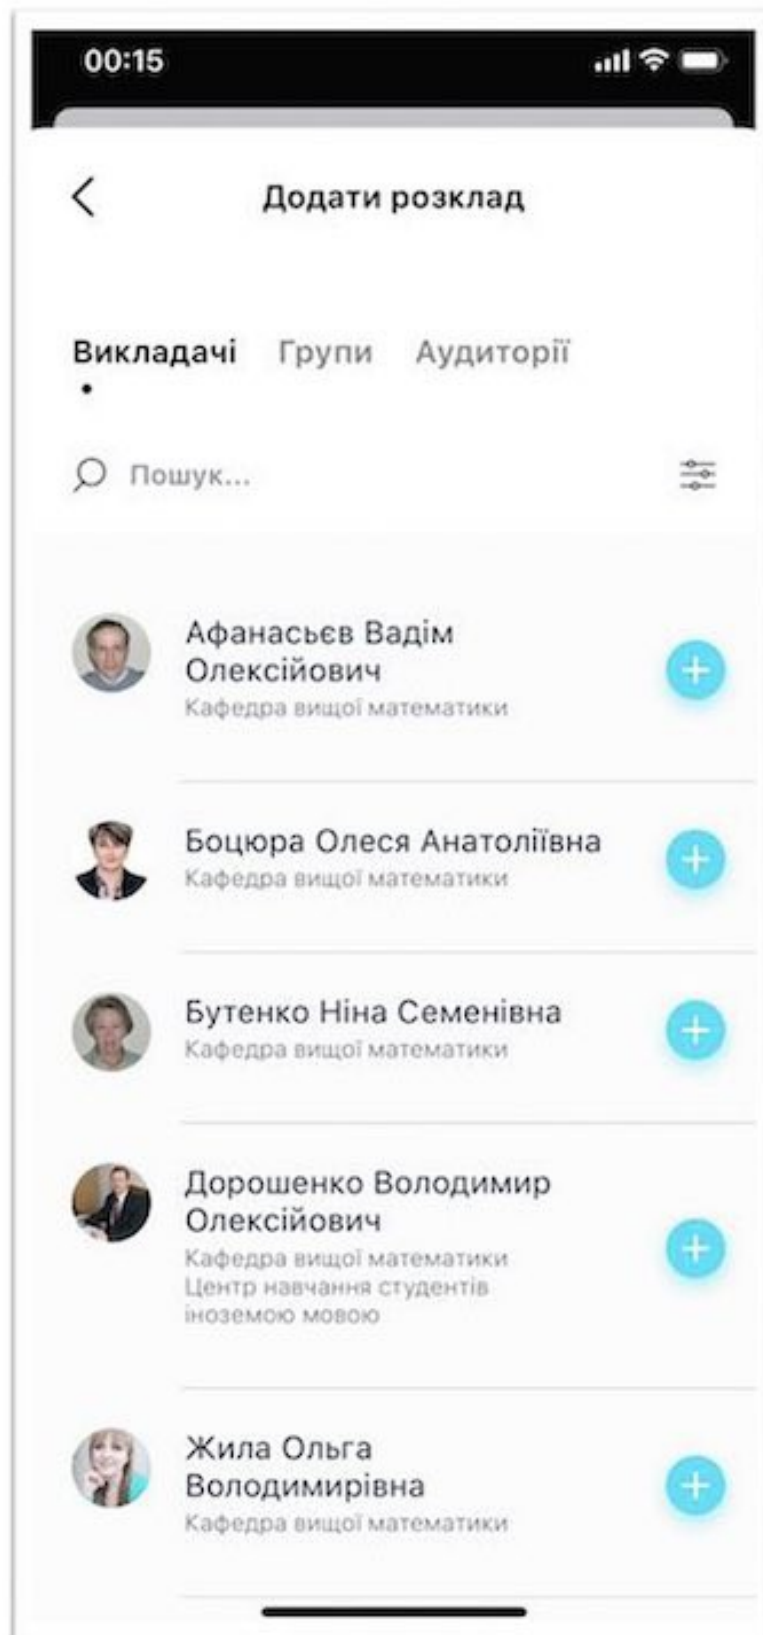 00:15
Додати розклад
Викладачі Групи Аудиторії
Пошук...
Афанасьєв Вадім
Олексійович
Кафедра вищої математики
Боцюра Олеся Анатоліївна
Кафедра вищої математики
Бутенко Ніна Семенівна
Кафедра вищої математики
Дорошенко Володимир
Олексійович
Кафедра вищої математики
Центр навчання студентів
іноземою мовою
Жила Ольга
Володимирівна
Кафедра вищої математики